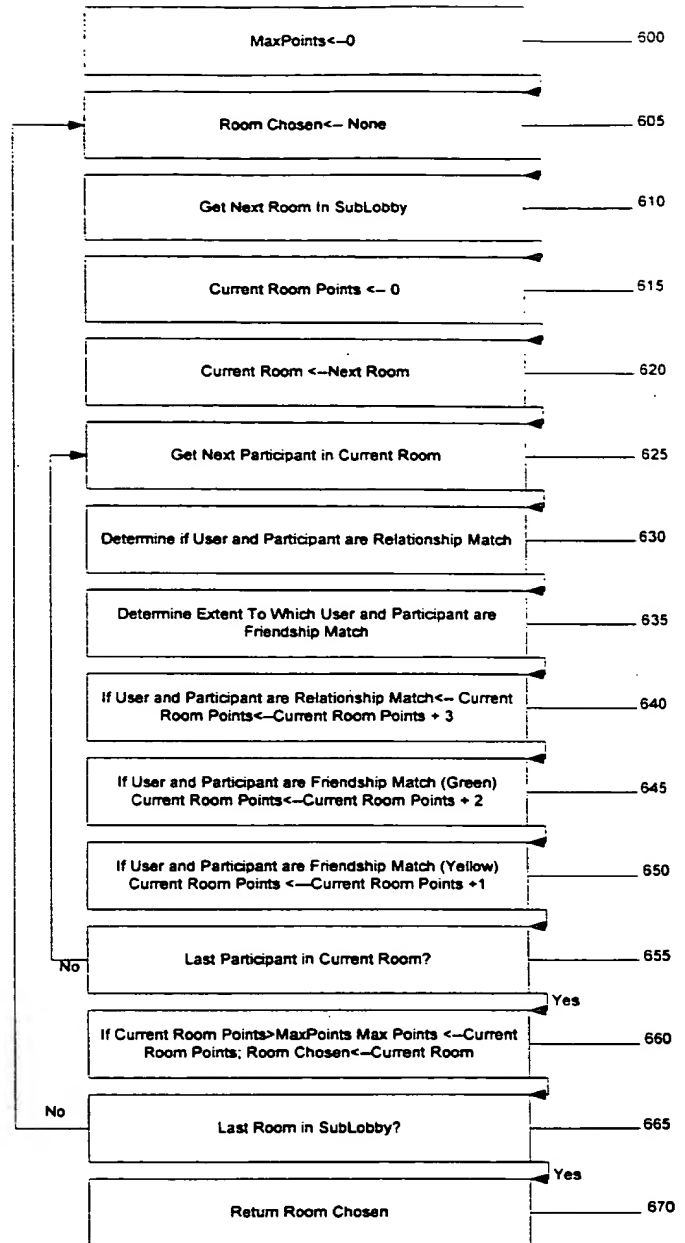 MaxPoints<--0
600
Room Chosen<-- None
605
Get Next Room In SubLobby
610
Current Room Points <-- 0
615
Current Room <--Next Room
620
Get Next Participant in Current Room
625
Determine if User and Participant are Relationship Match
630
Determine Extent To Which User and Participant are
Friendship Match
635
If User and Participant are Relationship Match<-- Current
Room Points<--Current Room Points + 3
640
If User and Participant are Friendship Match (Green)
Current Room Points<--Current Room Points + 2
645
If User and Participant are Friendship Match (Yellow)
Current Room Points <--Current Room Points +1
650
Last Participant in Current Room?
655
No
Yes
If Current Room Points>MaxPoints Max Points <--Current
Room Points; Room Chosen<--Current Room
660
No
Last Room in SubLobby?
665
Yes
Return Room Chosen
670